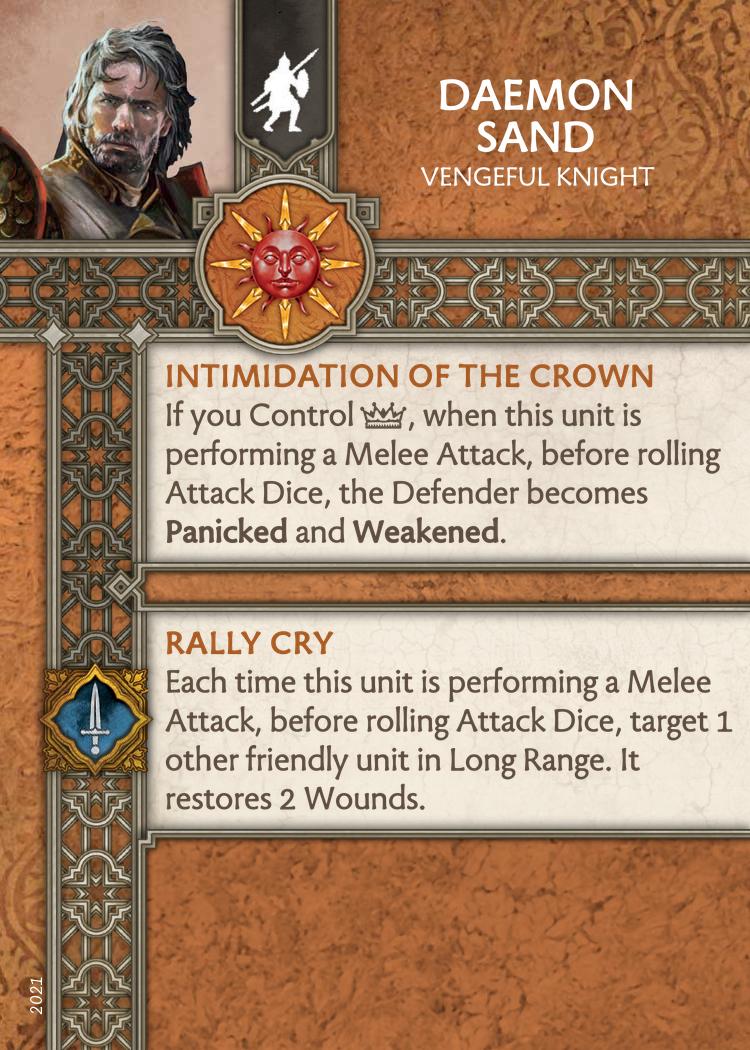 DAEMON
SAND
VENGEFUL KNIGHT
INTIMIDATION OF THE CROWN
If you Control , when this unit is
performing a Melee Attack, before rolling
Attack Dice, the Defender becomes
Panicked and Weakened.
RALLY CRY
Each time this unit is performing a Melee
Attack, before rolling Attack Dice, target 1
other friendly unit in Long Range. It
restores 2 Wounds.
2021